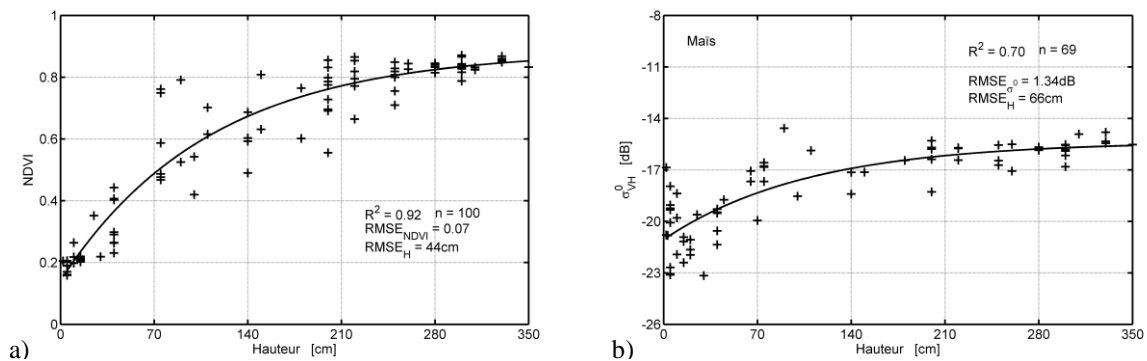 1
0.8
0.6
0.4
0.2
0
NDVI
R² = 0.92 n = 100
RMSE_NDVI = 0.07
RMSE_H = 44cm
0 70 140 210 280 350
Hauteur [cm]
a)
-8
-11
-14
-17
-20
-23
-26
σ⁰_VH [dB]
Maïs
R² = 0.70 n = 69
RMSE_σ⁰ = 1.34dB
RMSE_H = 66cm
0 70 140 210 280 350
Hauteur [cm]
b)